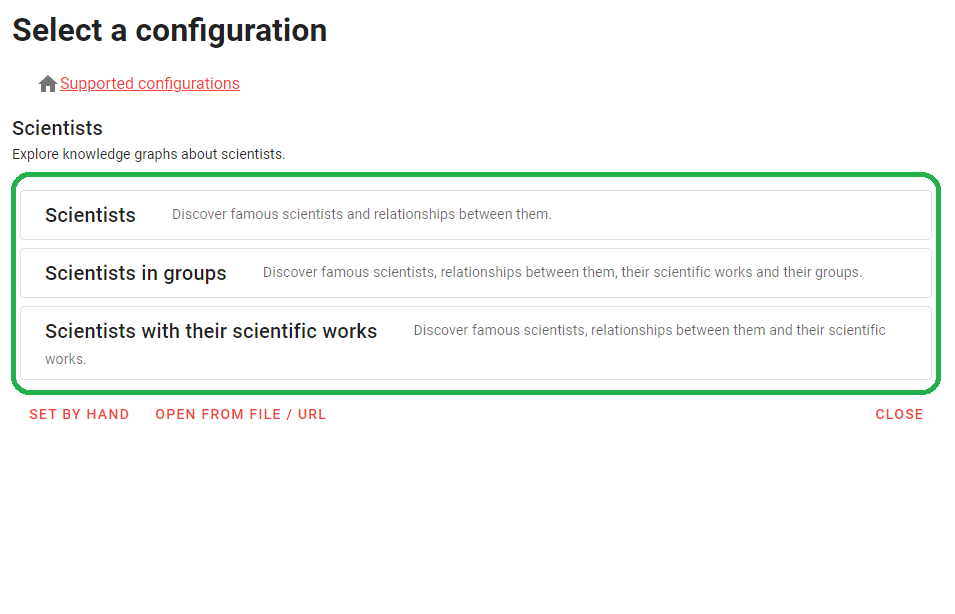 Select a configuration
Supported configurations
Scientists
Explore knowledge graphs about scientists.
Scientists Discover famous scientists and relationships between them.
Scientists in groups Discover famous scientists, relationships between them, their scientific works and their groups.
Scientists with their scientific works Discover famous scientists, relationships between them and their scientific
works.
SET BY HAND OPEN FROM FILE / URL CLOSE